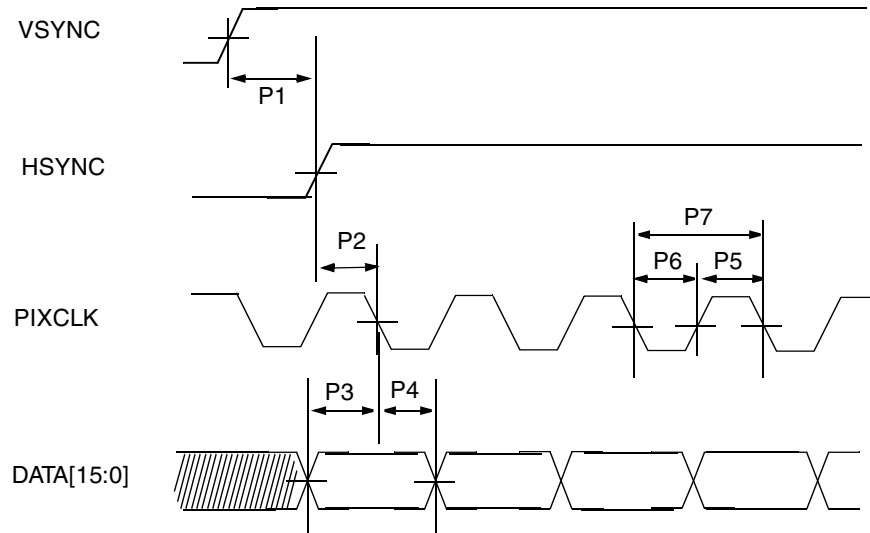 VSYNC
P1
HSYNC
P2
P7
P6 P5
PIXCLK
P3 P4
DATA[15:0]